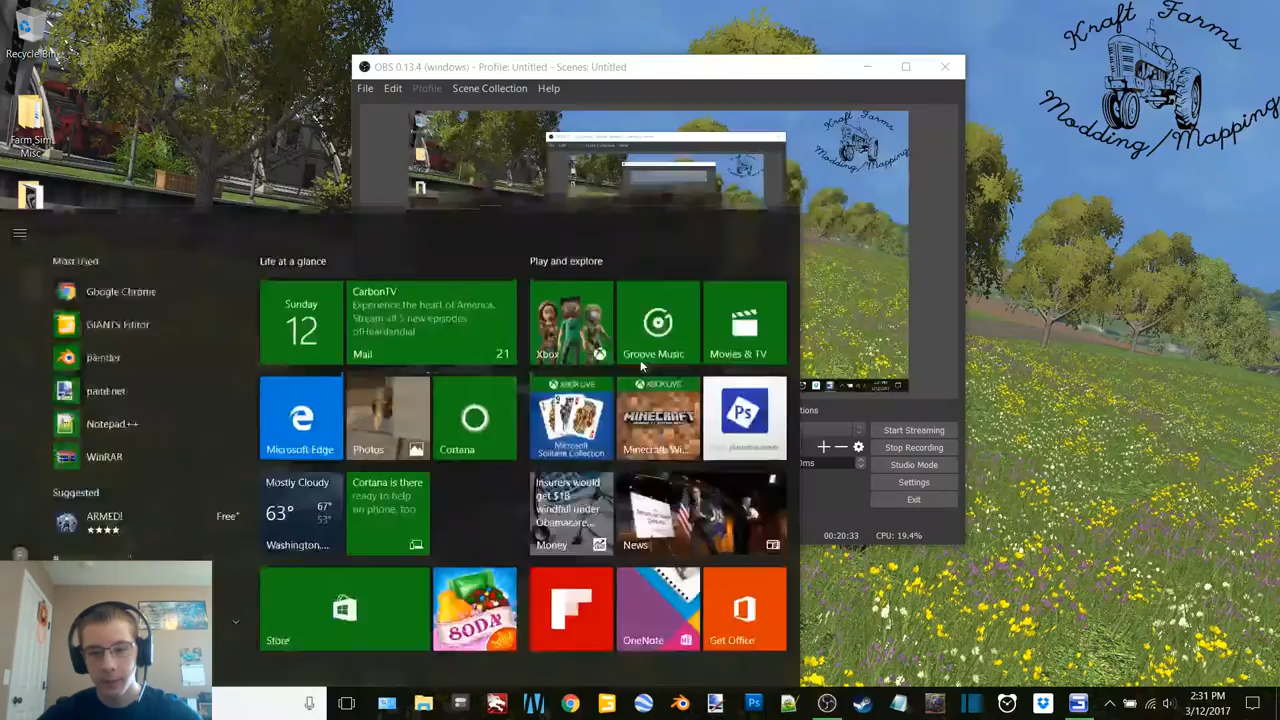 Recycle Bin
Farm Sim
Misc
Kraft Farms
Modding/Mapping
OBS 0.13.4 (windows) - Profile: Untitled - Scenes: Untitled
File Edit Profile Scene Collection Help
Most used
Google Chrome
GIANTS Editor
paint.net
Notepad++
WinRAR
Suggested
ARMED!
Free*
Life at a glance
Sunday
12
CarbonTV
Experience the heart of America.
Stream all 5 new episodes
Mail 21
Microsoft Edge
Photos
Cortana
Mostly Cloudy
63° 67°
53°
Washington,...
Cortana is there
ready to help
on phone, too
Store
SODA
Play and explore
Xbox
Groove Music
Movies & TV
XBOX LIVE
Microsoft
Solitaire Collection
XBOX LIVE
MINECRAFT
Minecraft Wi...
Ps
Insurers would
get $1B
windfall under
Obamacare...
Money
News
OneNote
Get Office
Start Streaming
Stop Recording
Studio Mode
Settings
Exit
00:20:33 CPU: 19.4%
2:31 PM
3/12/2017